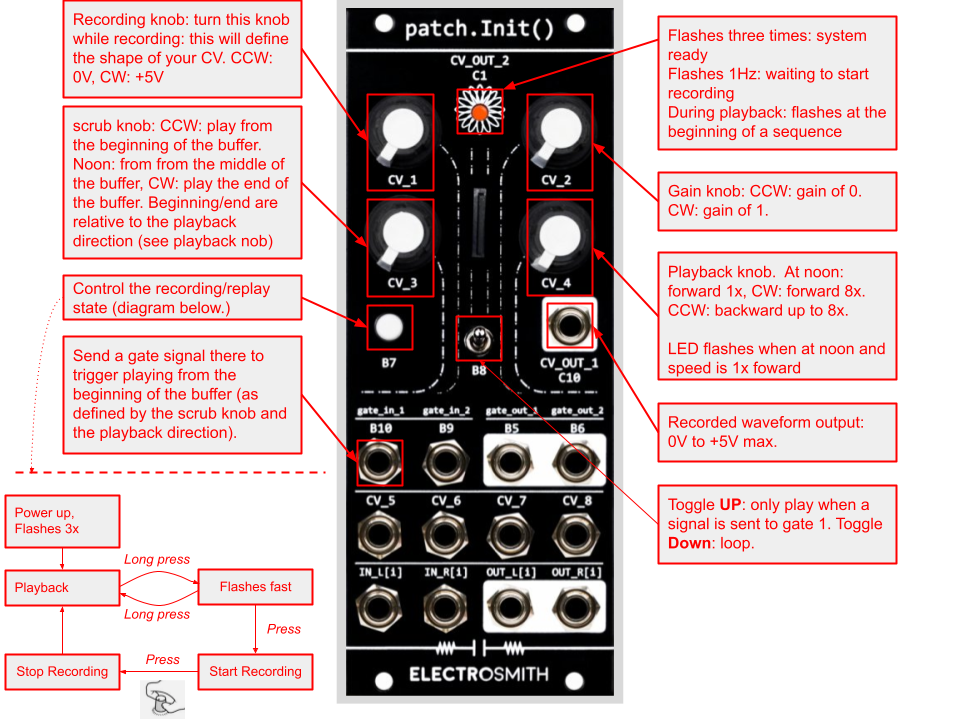 Recording knob: turn this knob
while recording: this will define
the shape of your CV. CCW:
0V, CW: +5V
scrub knob: CCW: play from
the beginning of the buffer.
Noon: from from the middle of
the buffer, CW: play the end of
the buffer. Beginning/end are
relative to the playback
direction (see playback nob)
Control the recording/replay
state (diagram below.)
Send a gate signal there to
trigger playing from the
beginning of the buffer (as
defined by the scrub knob and
the playback direction).
Power up,
Flashes 3x
Playback
Long press
Long press
Flashes fast
Press
Start Recording
Press
Stop Recording
patch.Init()
CV_OUT_2
C1
CV_1
CV_2
CV_3
CV_4
B7
B8
CV_OUT_1
C10
gate_in_1
gate_in_2
gate_out_1
gate_out_2
B10
B9
B5
B6
CV_5
CV_6
CV_7
CV_8
IN_L[i]
IN_R[i]
OUT_L[i]
OUT_R[i]
ELECTROSMITH
Flashes three times: system
ready
Flashes 1Hz: waiting to start
recording
During playback: flashes at the
beginning of a sequence
Gain knob: CCW: gain of 0.
CW: gain of 1.
Playback knob.  At noon:
forward 1x, CW: forward 8x.
CCW: backward up to 8x.
LED flashes when at noon and
speed is 1x foward
Recorded waveform output:
0V to +5V max.
Toggle UP: only play when a
signal is sent to gate 1. Toggle
Down: loop.